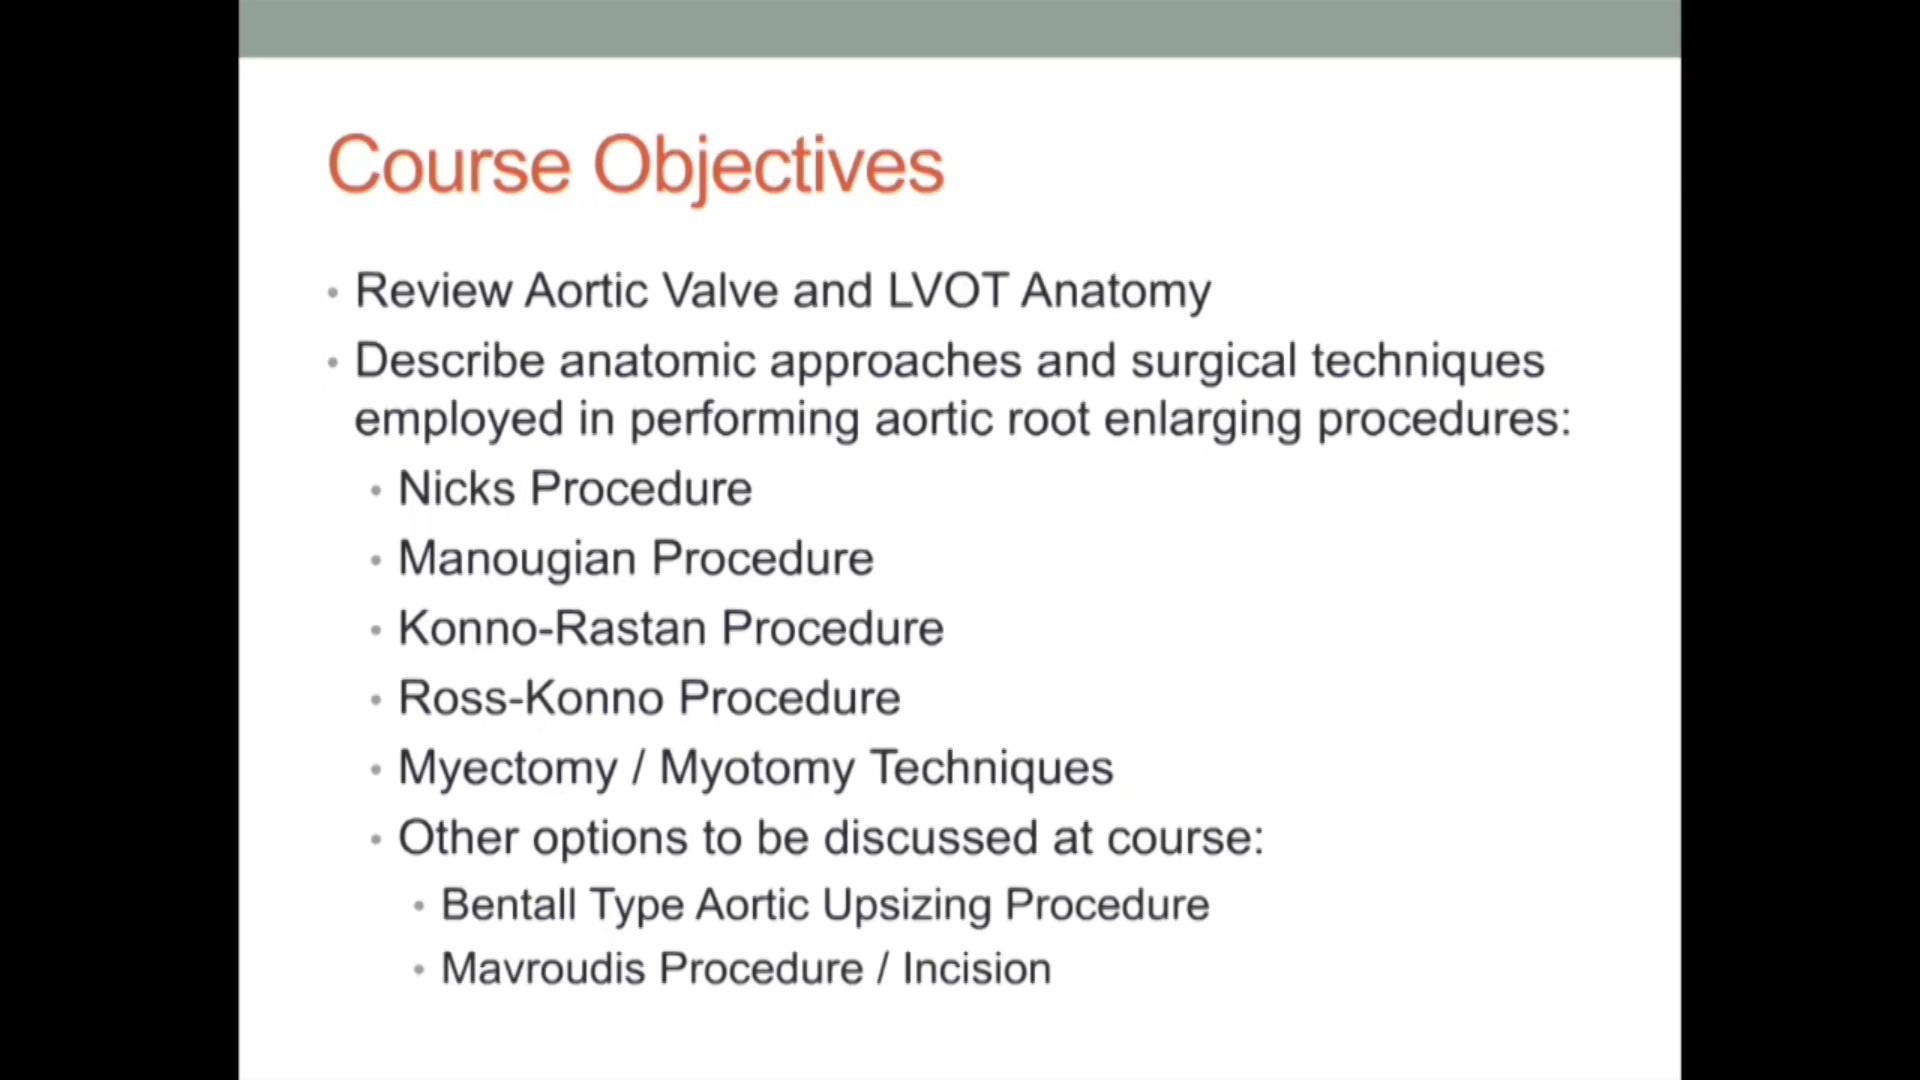 Course Objectives
• Review Aortic Valve and LVOT Anatomy
• Describe anatomic approaches and surgical techniques
employed in performing aortic root enlarging procedures:
• Nicks Procedure
• Manougian Procedure
• Konno-Rastan Procedure
• Ross-Konno Procedure
• Myectomy / Myotomy Techniques
• Other options to be discussed at course:
• Bentall Type Aortic Upsizing Procedure
• Mavroudis Procedure / Incision